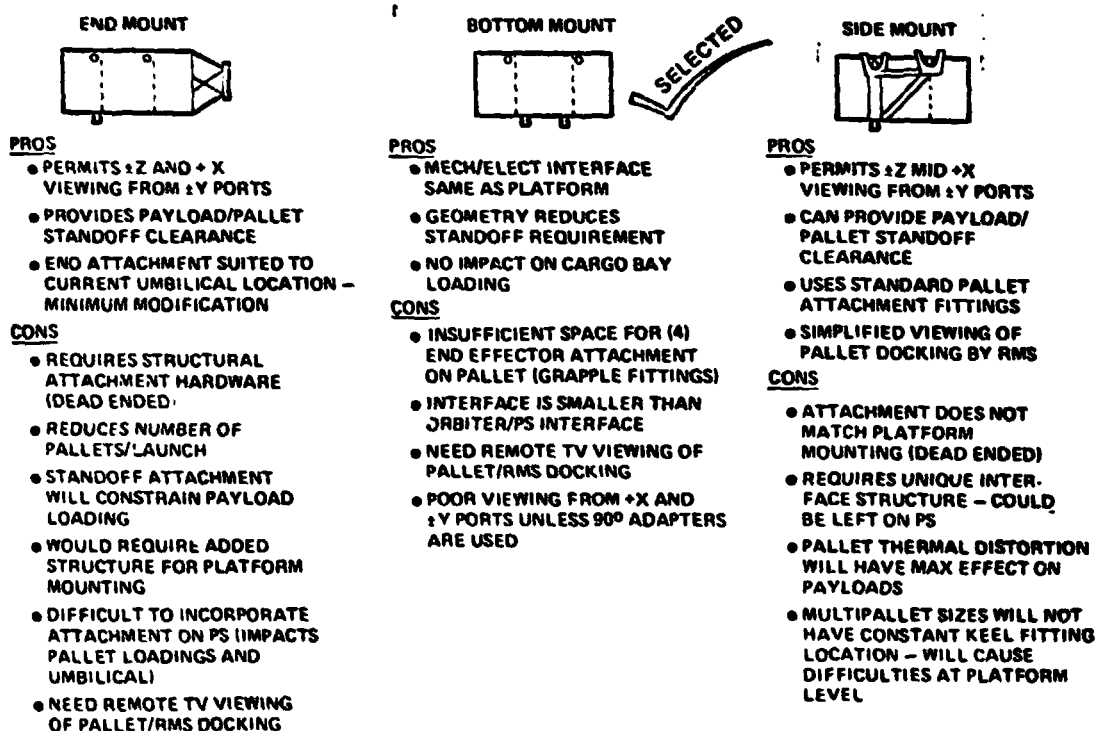 END MOUNT
PROS
• PERMITS ±Z AND + X
VIEWING FROM ±Y PORTS
• PROVIDES PAYLOAD/PALLET
STANDOFF CLEARANCE
• END ATTACHMENT SUITED TO
CURRENT UMBILICAL LOCATION –
MINIMUM MODIFICATION
CONS
• REQUIRES STRUCTURAL
ATTACHMENT HARDWARE
(DEAD ENDED)
• REDUCES NUMBER OF
PALLETS/LAUNCH
• STANDOFF ATTACHMENT
WILL CONSTRAIN PAYLOAD
LOADING
• WOULD REQUIRE ADDED
STRUCTURE FOR PLATFORM
MOUNTING
• DIFFICULT TO INCORPORATE
ATTACHMENT ON PS (IMPACTS
PALLET LOADINGS AND
UMBILICAL)
• NEED REMOTE TV VIEWING
OF PALLET/RMS DOCKING
BOTTOM MOUNT
SELECTED
PROS
• MECH/ELECT INTERFACE
SAME AS PLATFORM
• GEOMETRY REDUCES
STANDOFF REQUIREMENT
• NO IMPACT ON CARGO BAY
LOADING
CONS
• INSUFFICIENT SPACE FOR (4)
END EFFECTOR ATTACHMENT
ON PALLET (GRAPPLE FITTINGS)
• INTERFACE IS SMALLER THAN
ORBITER/PS INTERFACE
• NEED REMOTE TV VIEWING OF
PALLET/RMS DOCKING
• POOR VIEWING FROM +X AND
±Y PORTS UNLESS 90° ADAPTERS
ARE USED
SIDE MOUNT
PROS
• PERMITS ±Z MID +X
VIEWING FROM ±Y PORTS
• CAN PROVIDE PAYLOAD/
PALLET STANDOFF
CLEARANCE
• USES STANDARD PALLET
ATTACHMENT FITTINGS
• SIMPLIFIED VIEWING OF
PALLET DOCKING BY RMS
CONS
• ATTACHMENT DOES NOT
MATCH PLATFORM
MOUNTING (DEAD ENDED)
• REQUIRES UNIQUE INTER-
FACE STRUCTURE – COULD
BE LEFT ON PS
• PALLET THERMAL DISTORTION
WILL HAVE MAX EFFECT ON
PAYLOADS
• MULTIPALLET SIZES WILL NOT
HAVE CONSTANT KEEL FITTING
LOCATION – WILL CAUSE
DIFFICULTIES AT PLATFORM
LEVEL